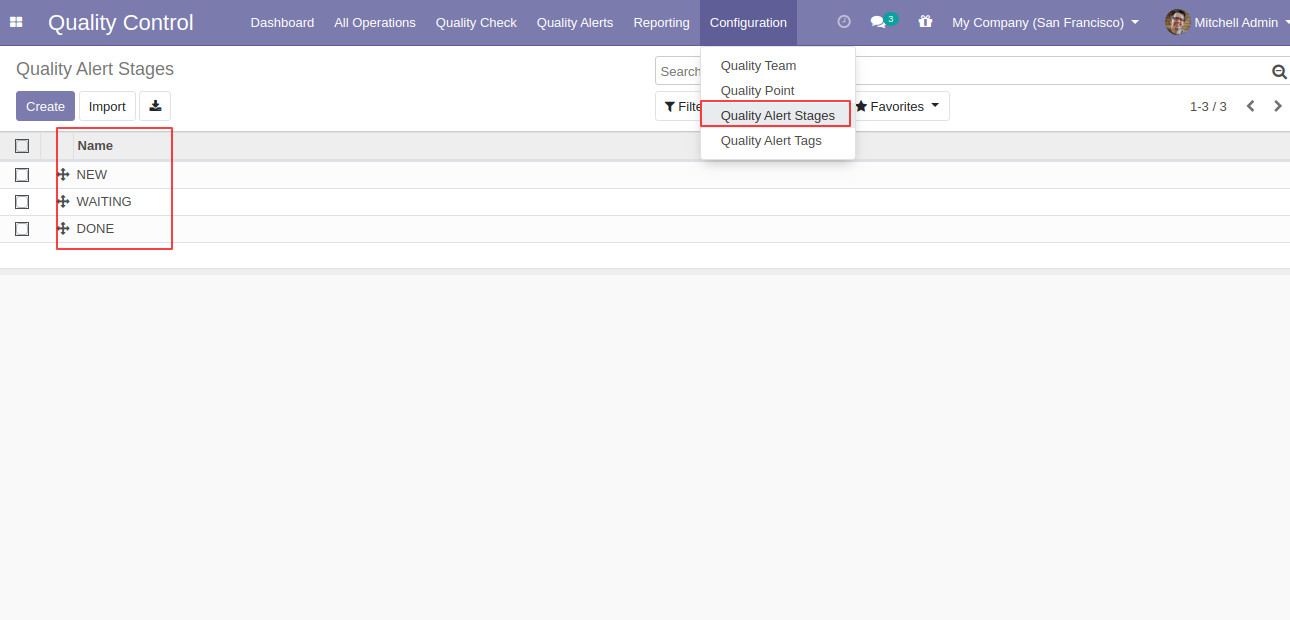 Quality Control
Dashboard All Operations Quality Check Quality Alerts Reporting Configuration 3 My Company (San Francisco) Mitchell Admin
Quality Alert Stages
Search
Create Import
Filte
Favorites
1-3 / 3
Quality Team
Quality Point
Quality Alert Stages
Quality Alert Tags
Name
NEW
WAITING
DONE